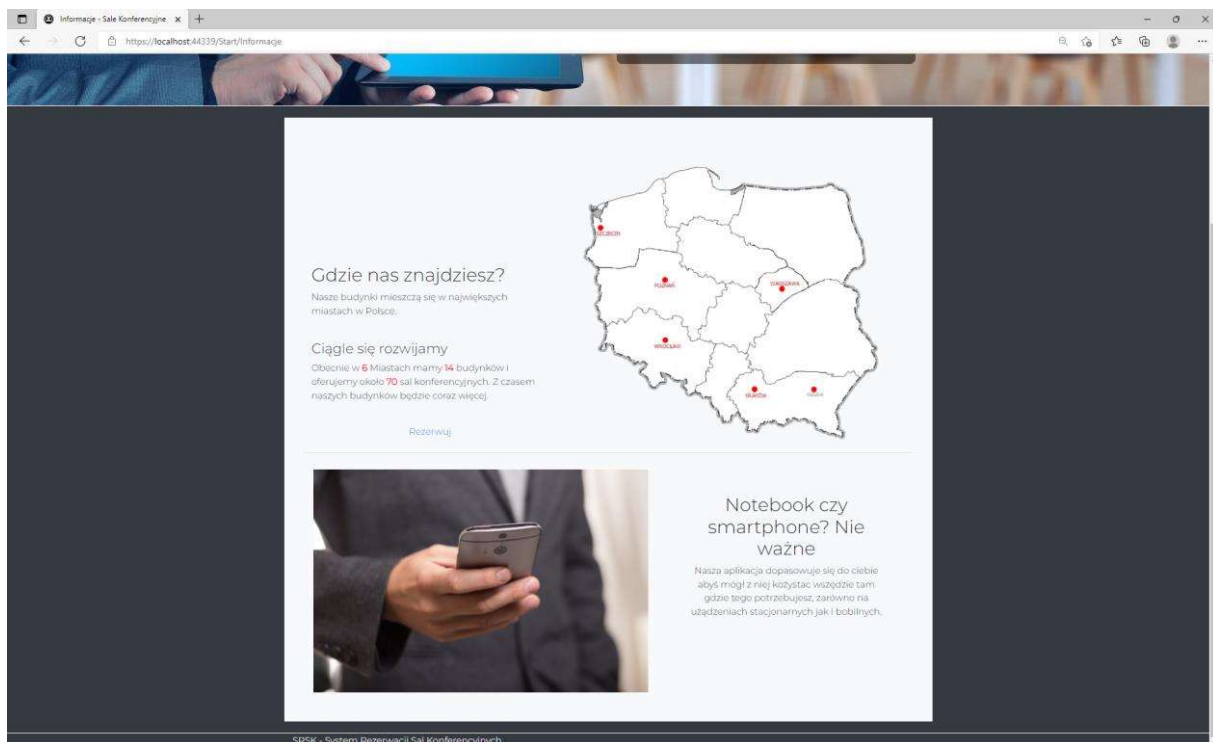 Informacje - Sale Konferencyjne
https://localhost:44339/Start/Informacje
SZCZECIN
POZNAŃ
WARSZAWA
WROCŁAW
KRAKÓW
Gdzie nas znajdziesz?
Nasze budynki mieszczą się w największych
miastach w Polsce.
Ciągle się rozwijamy
Obecnie w 6 Miastach mamy 14 budynków i
oferujemy około 70 sal konferencyjnych. Z czasem
naszych budynków będzie coraz więcej.
Rezerwuj
Notebook czy
smartphone? Nie
ważne
Nasza aplikacja dopasowuje się do ciebie
abyś mógł z niej kożystac wszędzie tam
gdzie tego potrzebujesz, zarówno na
użądzeniach stacjonarnych jak i bobilnych.
SRSK - System Rezerwacji Sal Konferencyjnych